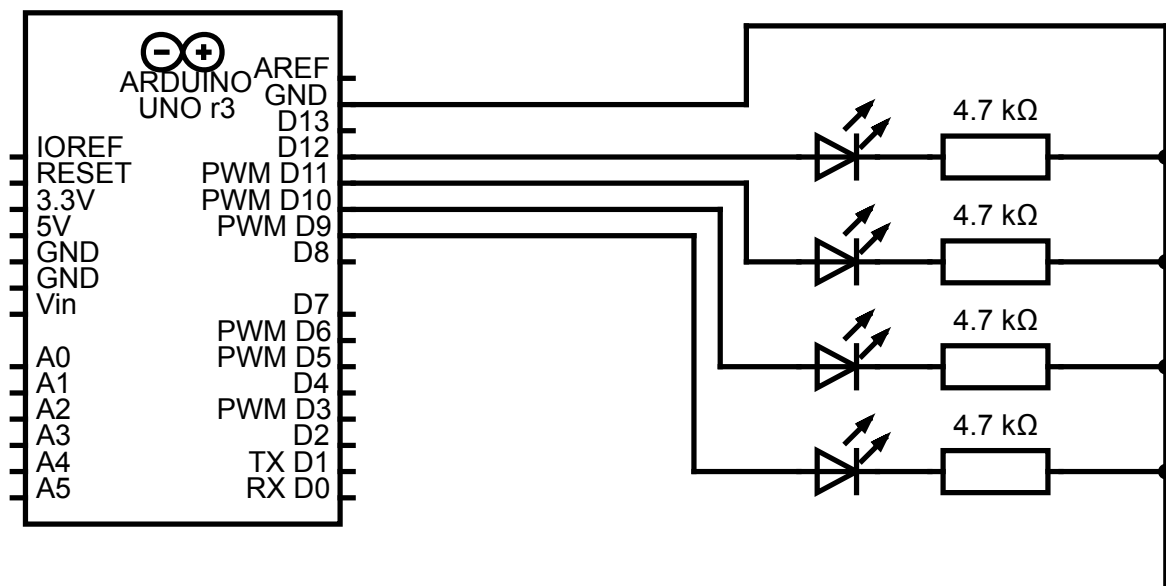 ARDUINO
UNO r3
AREF
GND
D13
D12
PWM D11
PWM D10
PWM D9
D8
D7
PWM D6
PWM D5
D4
PWM D3
D2
TX D1
RX D0
IOREF
RESET
3.3V
5V
GND
GND
Vin
A0
A1
A2
A3
A4
A5
4.7 kΩ
4.7 kΩ
4.7 kΩ
4.7 kΩ